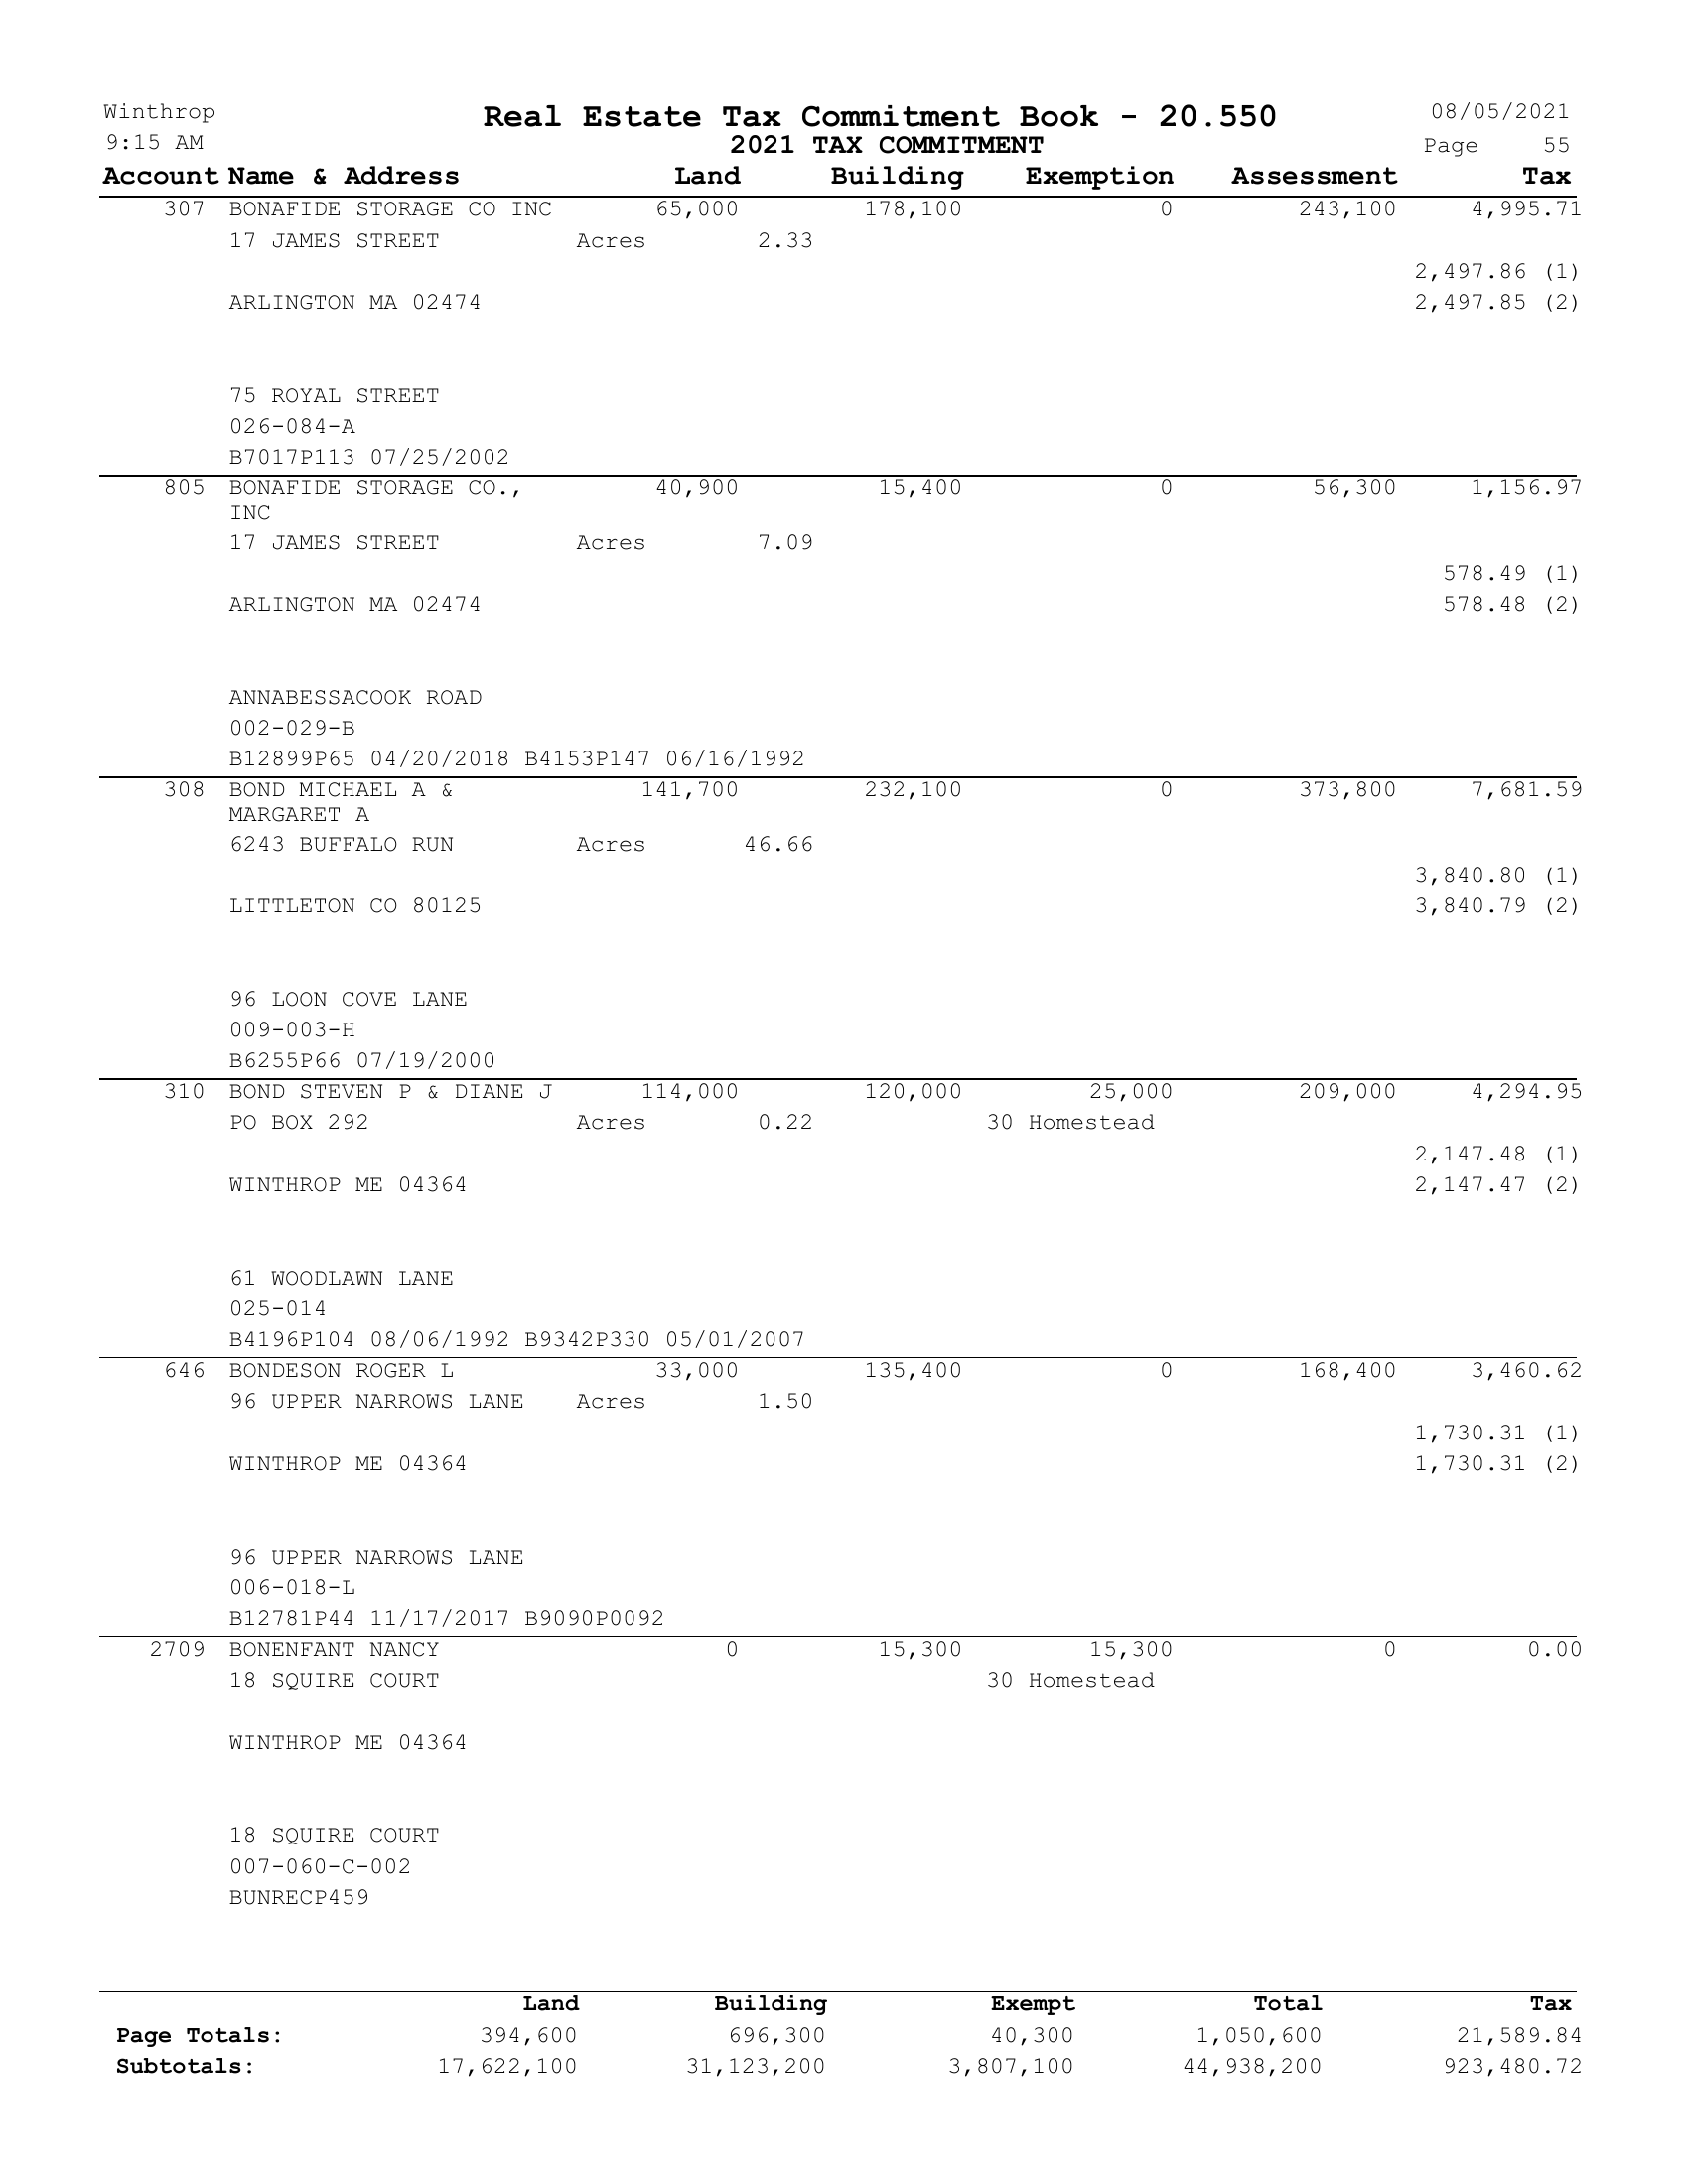 Winthrop Real Estate Tax Commitment Book - 20.550 08/05/2021
9:15 AM 2021 TAX COMMITMENT Page 55
Account Name & Address Land Building Exemption Assessment Tax
307 BONAFIDE STORAGE CO INC 65,000 178,100 0 243,100 4,995.71
17 JAMES STREET Acres 2.33
2,497.86 (1)
ARLINGTON MA 02474 2,497.85 (2)
75 ROYAL STREET
026-084-A
B7017P113 07/25/2002
805 BONAFIDE STORAGE CO., 40,900 15,400 0 56,300 1,156.97
INC
17 JAMES STREET Acres 7.09
578.49 (1)
ARLINGTON MA 02474 578.48 (2)
ANNABESSACOOK ROAD
002-029-B
B12899P65 04/20/2018 B4153P147 06/16/1992
308 BOND MICHAEL A & 141,700 232,100 0 373,800 7,681.59
MARGARET A
6243 BUFFALO RUN Acres 46.66
3,840.80 (1)
LITTLETON CO 80125 3,840.79 (2)
96 LOON COVE LANE
009-003-H
B6255P66 07/19/2000
310 BOND STEVEN P & DIANE J 114,000 120,000 25,000 209,000 4,294.95
PO BOX 292 Acres 0.22 30 Homestead
2,147.48 (1)
WINTHROP ME 04364 2,147.47 (2)
61 WOODLAWN LANE
025-014
B4196P104 08/06/1992 B9342P330 05/01/2007
646 BONDESON ROGER L 33,000 135,400 0 168,400 3,460.62
96 UPPER NARROWS LANE Acres 1.50
1,730.31 (1)
WINTHROP ME 04364 1,730.31 (2)
96 UPPER NARROWS LANE
006-018-L
B12781P44 11/17/2017 B9090P0092
2709 BONENFANT NANCY 0 15,300 15,300 0 0.00
18 SQUIRE COURT 30 Homestead
WINTHROP ME 04364
18 SQUIRE COURT
007-060-C-002
BUNRECP459
Land Building Exempt Total Tax
Page Totals: 394,600 696,300 40,300 1,050,600 21,589.84
Subtotals: 17,622,100 31,123,200 3,807,100 44,938,200 923,480.72